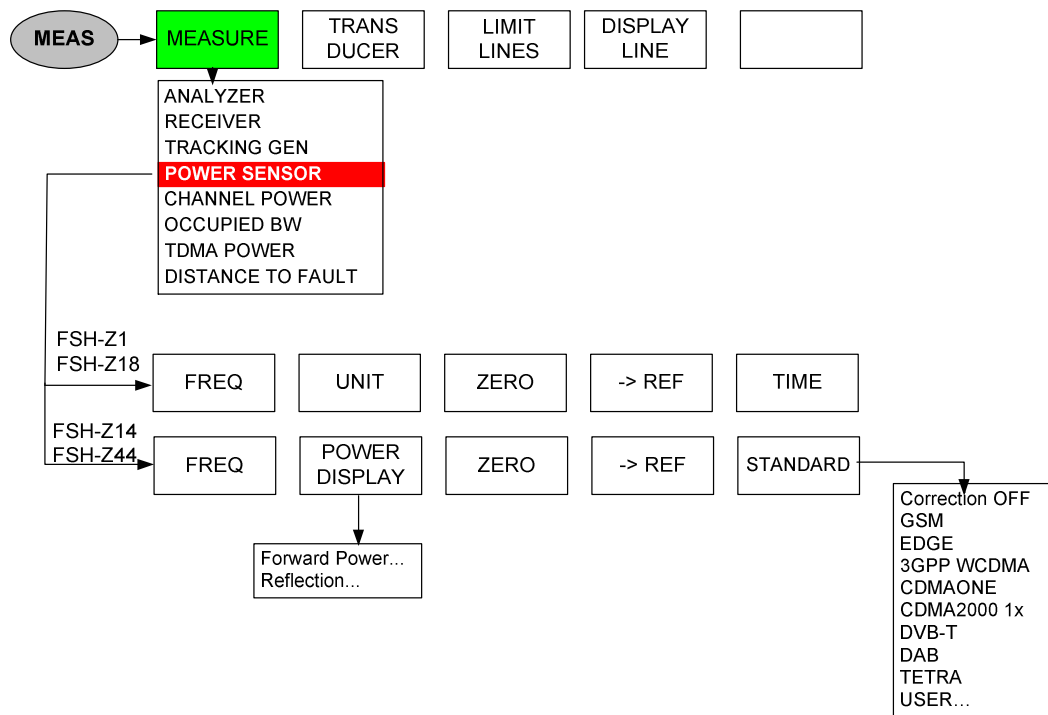 MEAS
MEASURE
TRANS
DUCER
LIMIT
LINES
DISPLAY
LINE
ANALYZER
RECEIVER
TRACKING GEN
POWER SENSOR
CHANNEL POWER
OCCUPIED BW
TDMA POWER
DISTANCE TO FAULT
FSH-Z1
FSH-Z18
FREQ
UNIT
ZERO
-> REF
TIME
FSH-Z14
FSH-Z44
FREQ
POWER
DISPLAY
ZERO
-> REF
STANDARD
Forward Power...
Reflection...
Correction OFF
GSM
EDGE
3GPP WCDMA
CDMAONE
CDMA2000 1x
DVB-T
DAB
TETRA
USER...